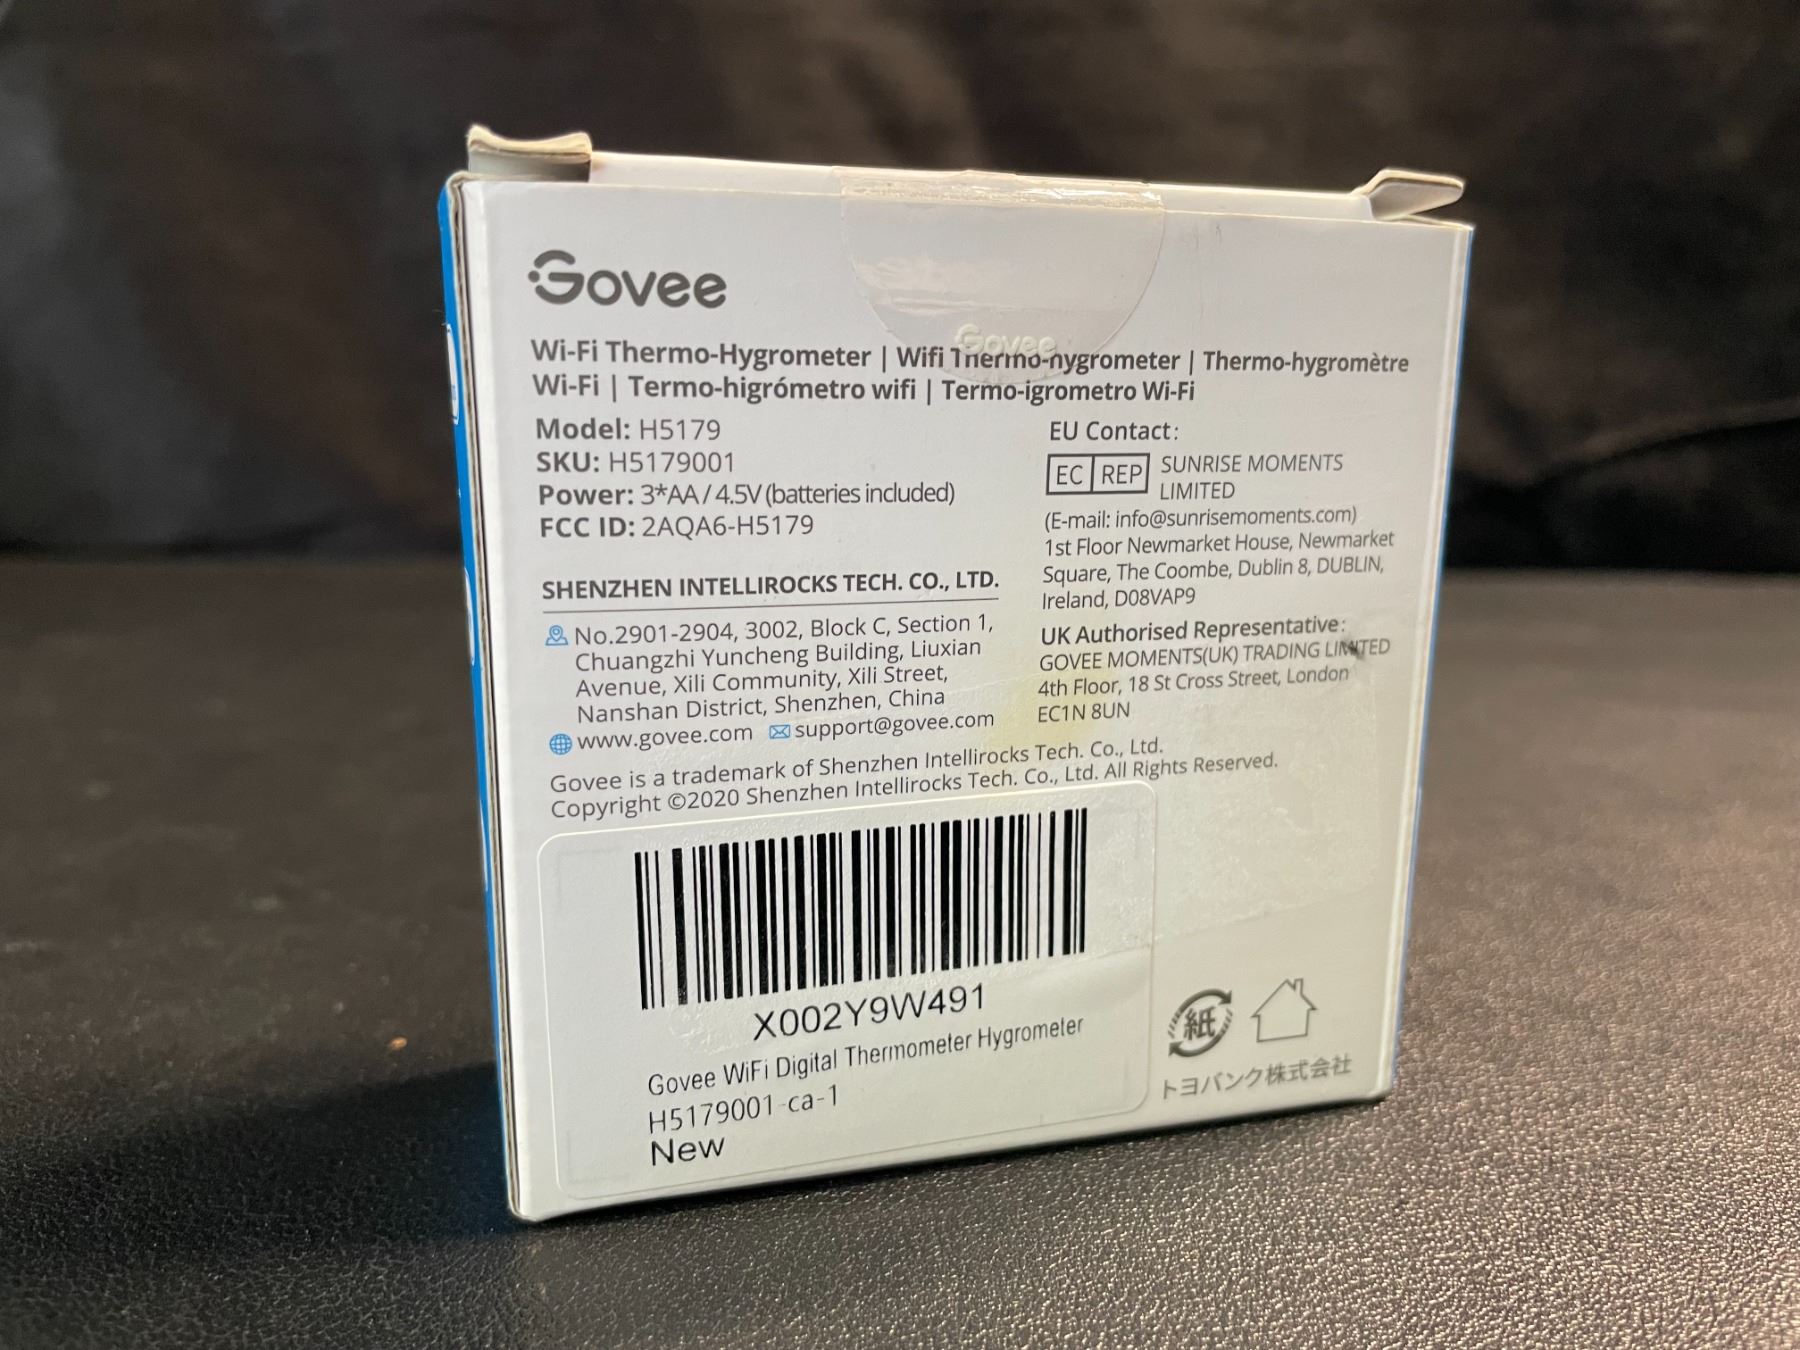 Govee
Govee
Wi-Fi Thermo-Hygrometer | Wifi Thermo-hygrometer | Thermo-hygromètre
Wi-Fi | Termo-higrómetro wifi | Termo-igrometro Wi-Fi
Model: H5179
SKU: H5179001
Power: 3*AA / 4.5V (batteries included)
FCC ID: 2AQA6-H5179
SHENZHEN INTELLIROCKS TECH. CO., LTD.
No.2901-2904, 3002, Block C, Section 1,
Chuangzhi Yuncheng Building, Liuxian
Avenue, Xili Community, Xili Street,
Nanshan District, Shenzhen, China
www.govee.com support@govee.com
EU Contact:
EC REP SUNRISE MOMENTS
LIMITED
(E-mail: info@sunrisemoments.com)
1st Floor Newmarket House, Newmarket
Square, The Coombe, Dublin 8, DUBLIN,
Ireland, D08VAP9
UK Authorised Representative:
GOVEE MOMENTS(UK) TRADING LIMITED
4th Floor, 18 St Cross Street, London
EC1N 8UN
Govee is a trademark of Shenzhen Intellirocks Tech. Co., Ltd.
Copyright ©2020 Shenzhen Intellirocks Tech. Co., Ltd. All Rights Reserved.
X002Y9W491
Govee WiFi Digital Thermometer Hygrometer
H5179001-ca-1
New
紙
トヨバンク株式会社